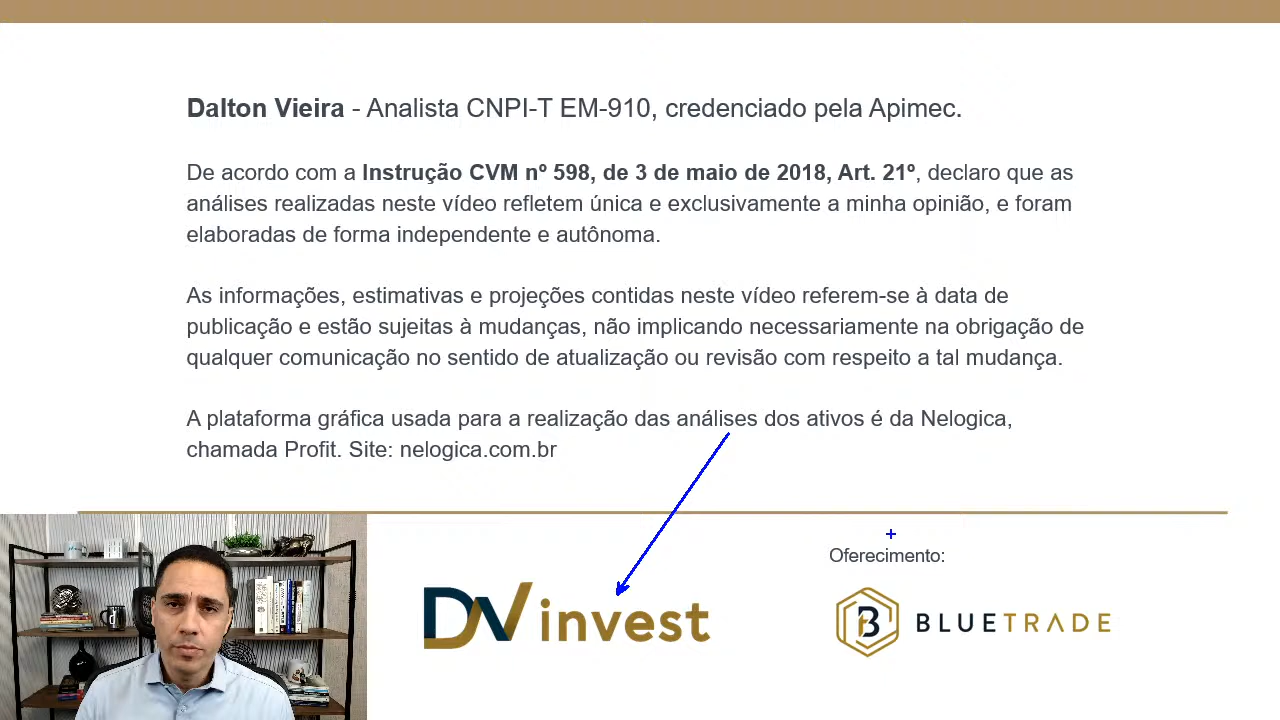 Dalton Vieira - Analista CNPI-T EM-910, credenciado pela Apimec.
De acordo com a Instrução CVM nº 598, de 3 de maio de 2018, Art. 21º, declaro que as
análises realizadas neste vídeo refletem única e exclusivamente a minha opinião, e foram
elaboradas de forma independente e autônoma.
As informações, estimativas e projeções contidas neste vídeo referem-se à data de
publicação e estão sujeitas à mudanças, não implicando necessariamente na obrigação de
qualquer comunicação no sentido de atualização ou revisão com respeito a tal mudança.
A plataforma gráfica usada para a realização das análises dos ativos é da Nelogica,
chamada Profit. Site: nelogica.com.br
Oferecimento:
DV invest
BLUETRADE